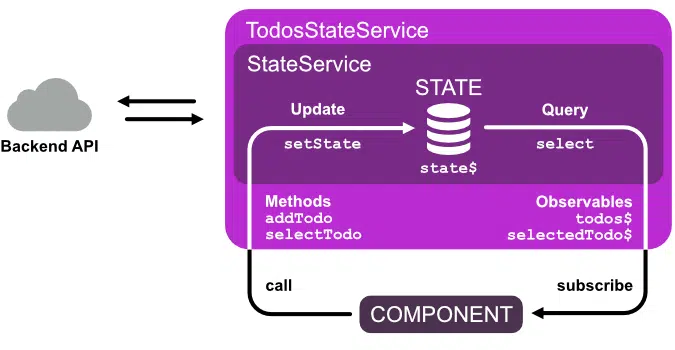 TodosStateService
StateService
STATE
Update
Query
setState
select
state$
Backend API
Methods
addTodo
selectTodo
Observables
todos$
selectedTodo$
call
subscribe
COMPONENT